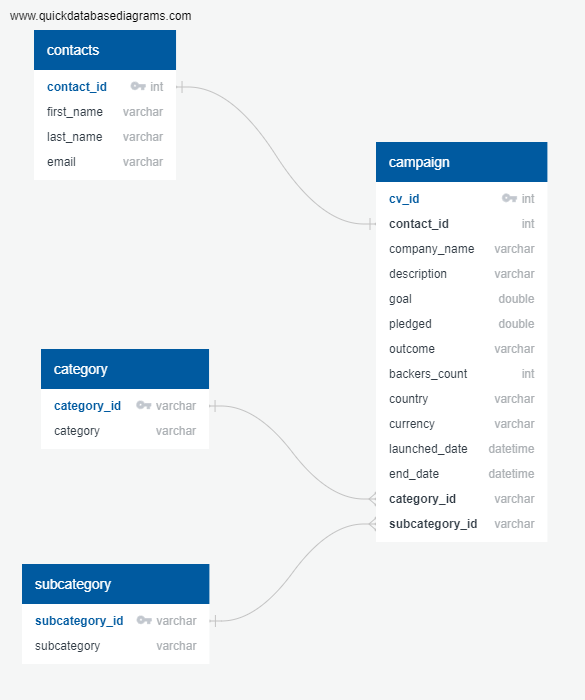 www.quickdatabasediagrams.com
contacts
contact_id int
first_name varchar
last_name varchar
email varchar
campaign
cv_id int
contact_id int
company_name varchar
description varchar
goal double
pledged double
outcome varchar
backers_count int
country varchar
currency varchar
launched_date datetime
end_date datetime
category_id varchar
subcategory_id varchar
category
category_id varchar
category varchar
subcategory
subcategory_id varchar
subcategory varchar